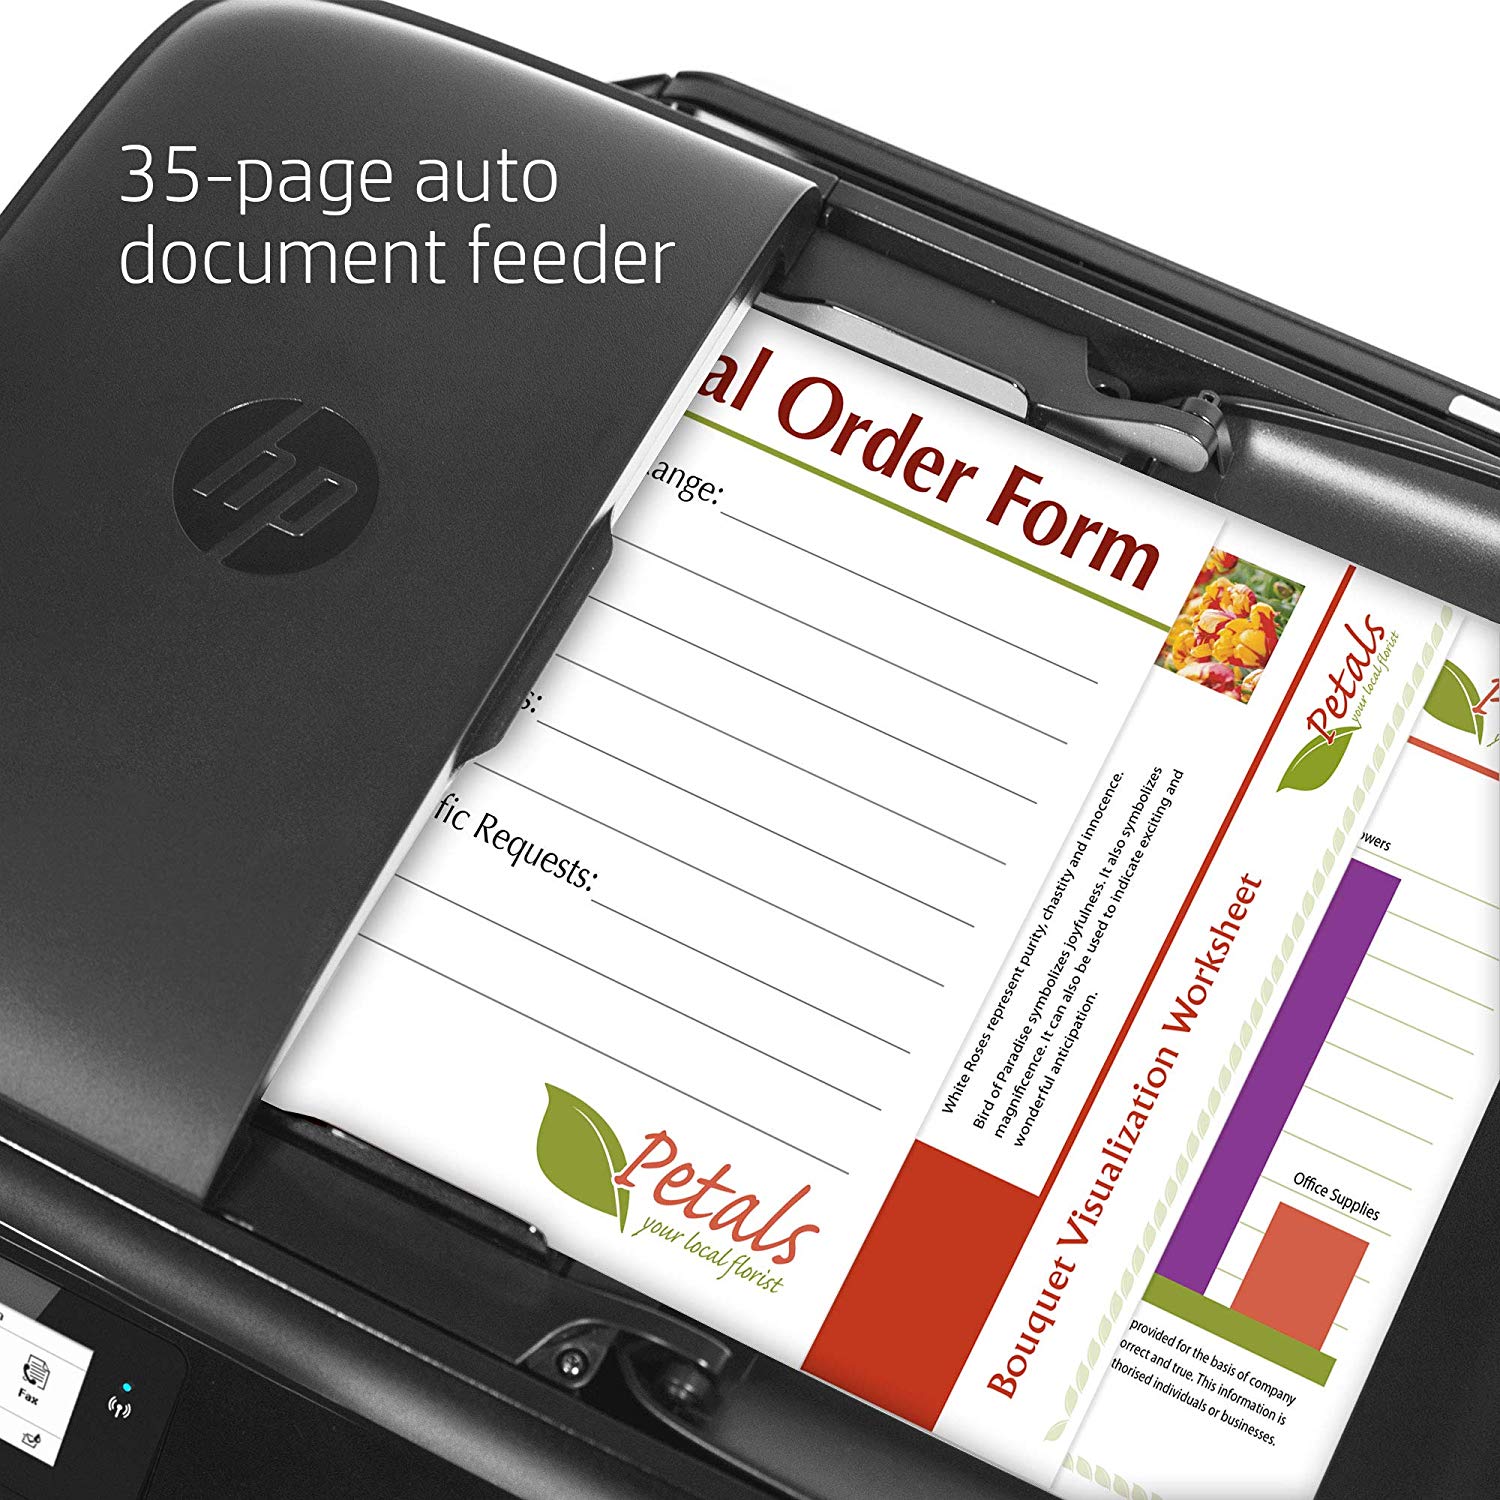 35-page auto
document feeder
hp
al Order Form
ange:
s:
fic Requests:
Petals
your local florist
White Roses represent purity, chastity and innocence.
Bird of Paradise symbolizes joyfulness. It also symbolizes
magnificence. It can also be used to indicate exciting and
wonderful anticipation.
Bouquet Visualization Worksheet
Petals
your local florist
owers
Office Supplies
provided for the basis of company
orrect and true. This information is
thorised individuals or businesses.
Fax